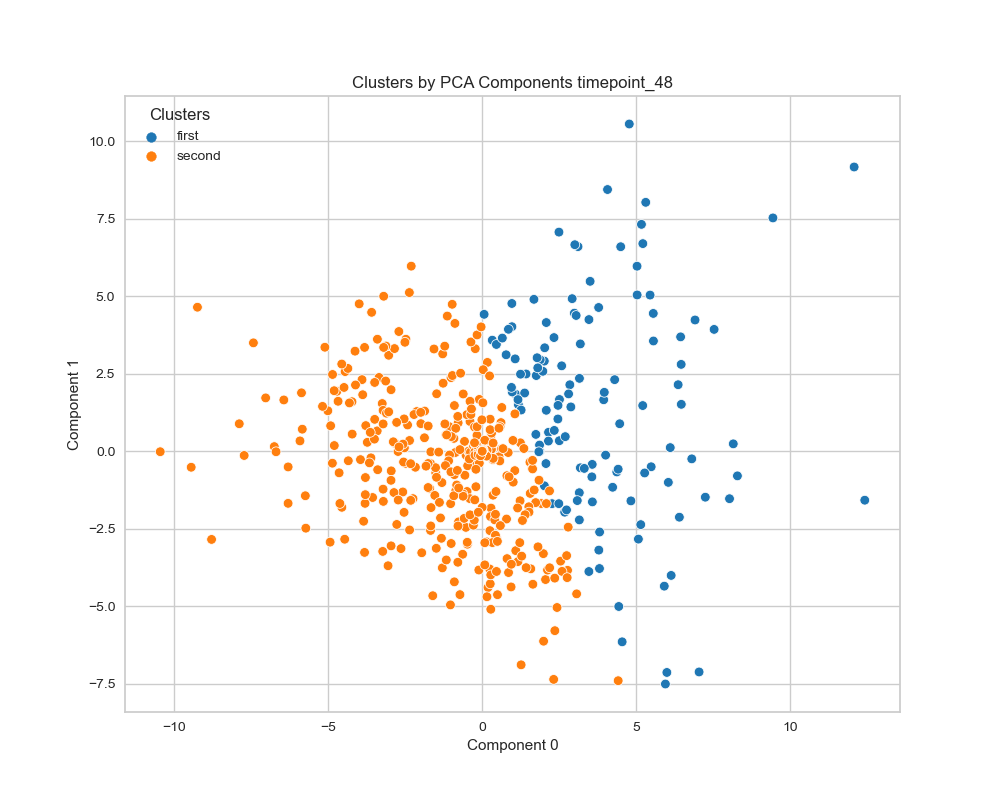 Clusters by PCA Components timepoint_48
Clusters
first
second
Component 1
10.0
7.5
5.0
2.5
0.0
−2.5
−5.0
−7.5
−10
−5
0
5
10
Component 0